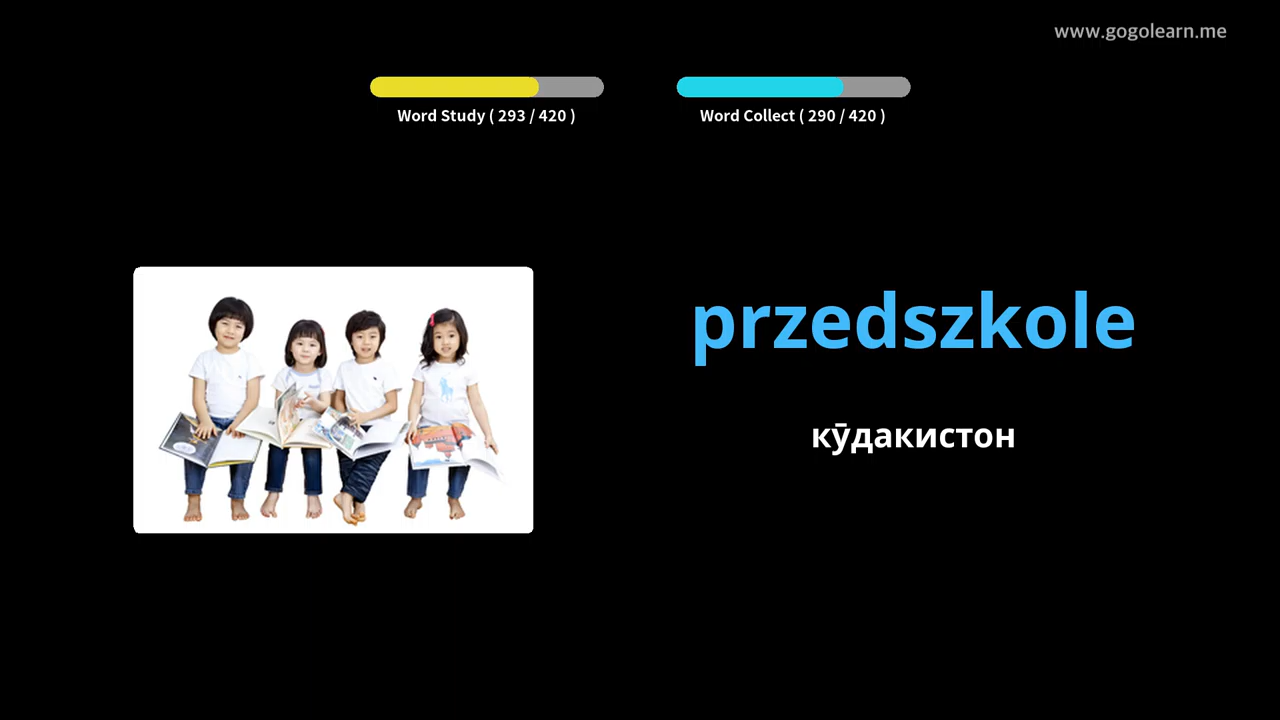 www.gogolearn.me
Word Study ( 293 / 420 )
Word Collect ( 290 / 420 )
przedszkole
кӯдакистон